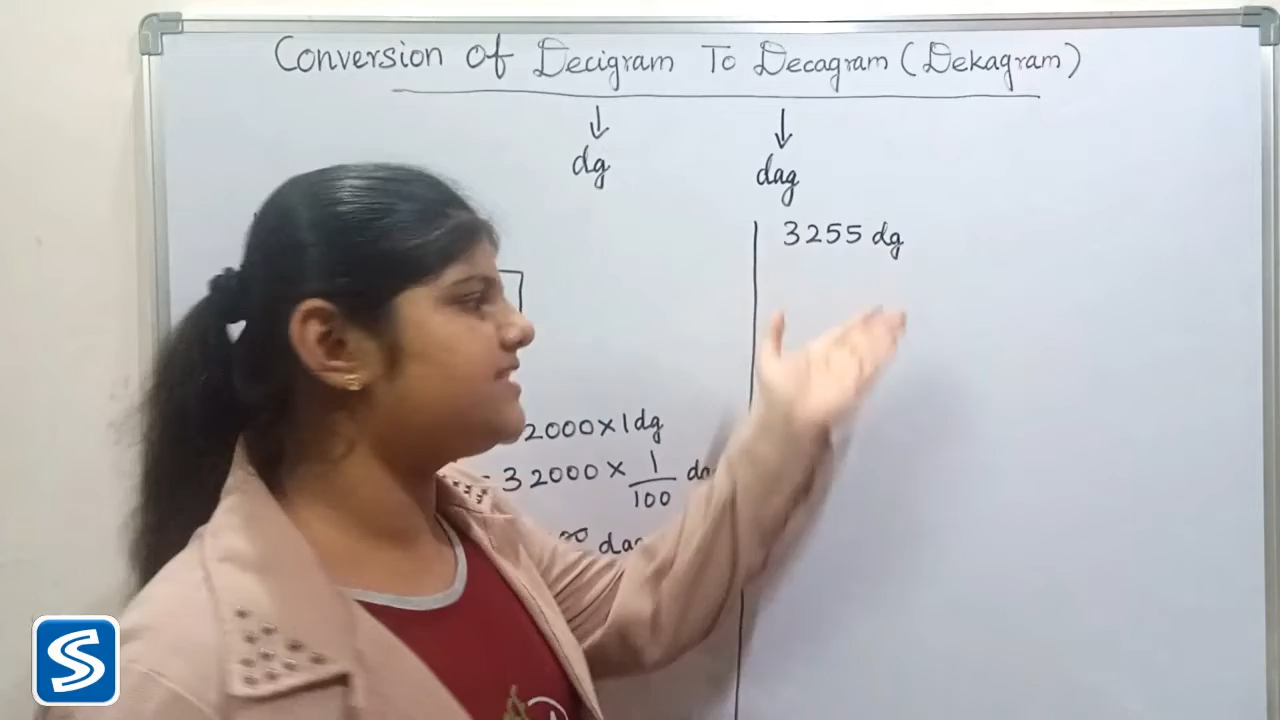 Conversion of Decigram To Decagram (Dekagram)
dg
dag
3255 dg
2000 × 1dg
= 32000 × 1/100
S